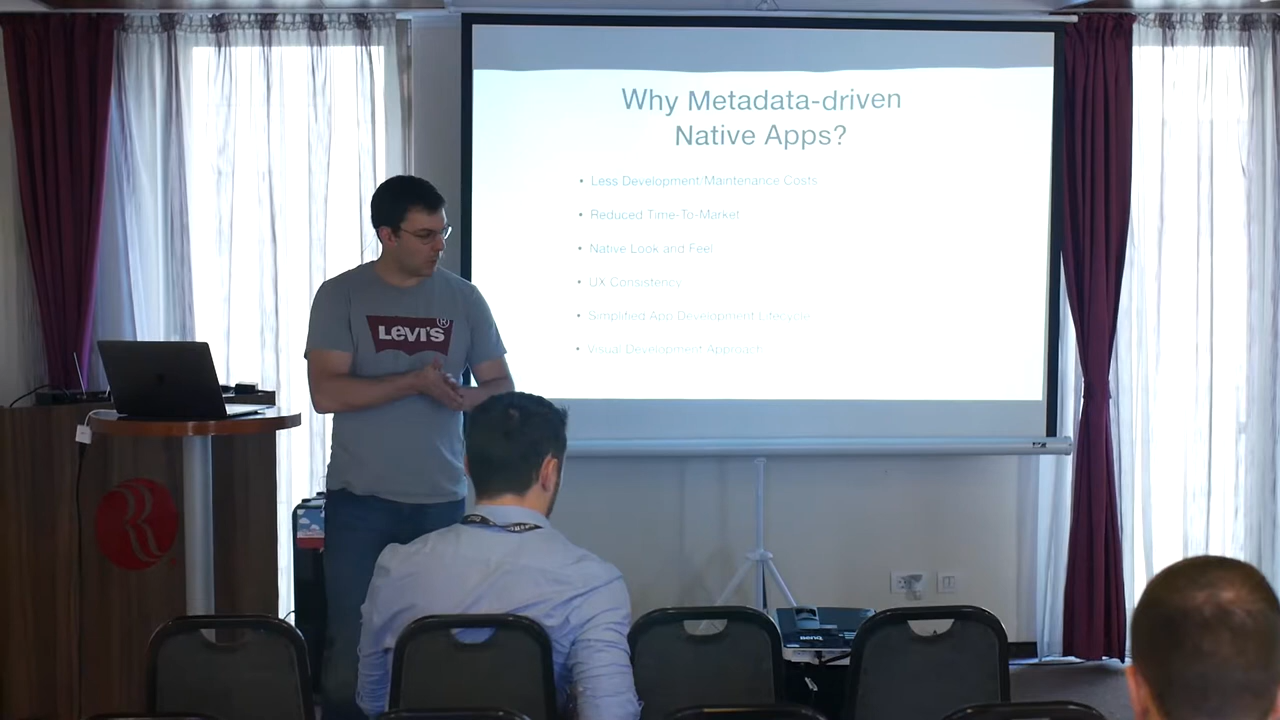 Why Metadata-driven
Native Apps?
• Less Development/Maintenance Costs
• Reduced Time-To-Market
• Native Look and Feel
• UX Consistency
• Simplified App Development Lifecycle
• Visual Development Approach
LEVI'S®
BenQ